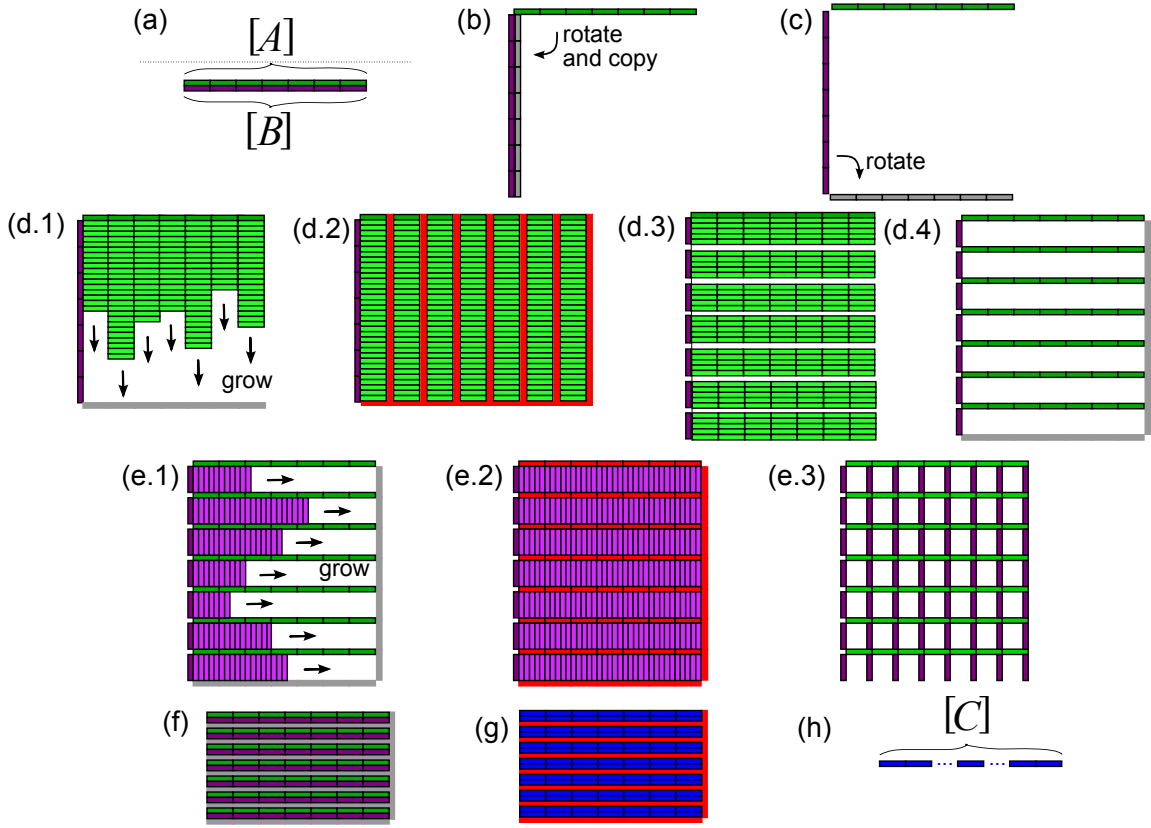 (a)
[A]
[B]
(b)
rotate
and copy
(c)
rotate
(d.1)
grow
(d.2)
(d.3)
(d.4)
(e.1)
grow
(e.2)
(e.3)
(f)
(g)
(h)
[C]